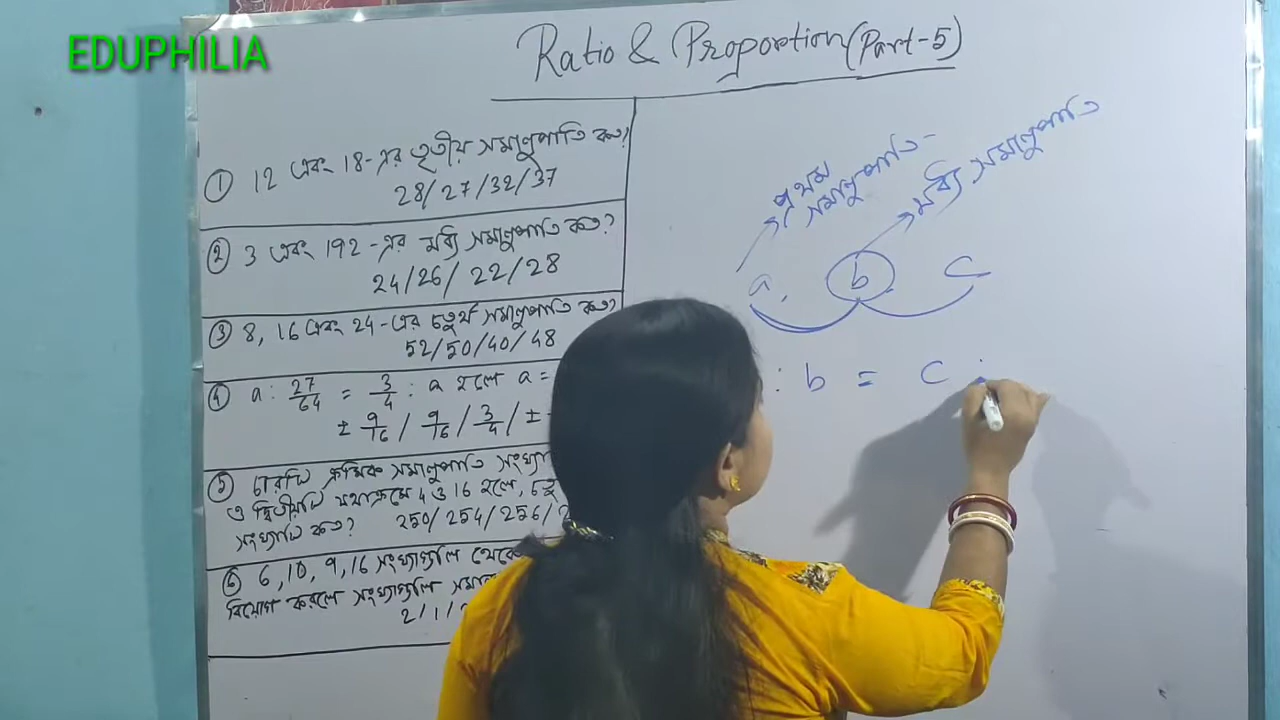 EDUPHILIA
Ratio & Proportion (Part-5)
① 12 এবং 18-এর তৃতীয় সমানুপাতি কত?
28/27/32/37
② 3 এবং 192-এর মধ্য সমানুপাতি কত?
24/26/22/28
③ 8, 16 এবং 24-এর চতুর্থ সমানুপাতি কত?
52/50/40/48
④ a : 27/64 = 3/4 : a হলে a =
± 9/16 / 9/16 / 3/4 / ±
⑤ চারটি ক্রমিক সমানুপাতি সংখ্যা
ও দ্বিতীয়টি যথাক্রমে 4 ও 16 হলে,
সংখ্যাটি কত? 250/254/256/2
⑥ 6, 10, 9, 16 সংখ্যাগুলি থেকে
বিয়োগ করলে সংখ্যাগুলি
2/1/
প্রথম
সমানুপাতি
মধ্য সমানুপাতি
a, b c
: b = c :